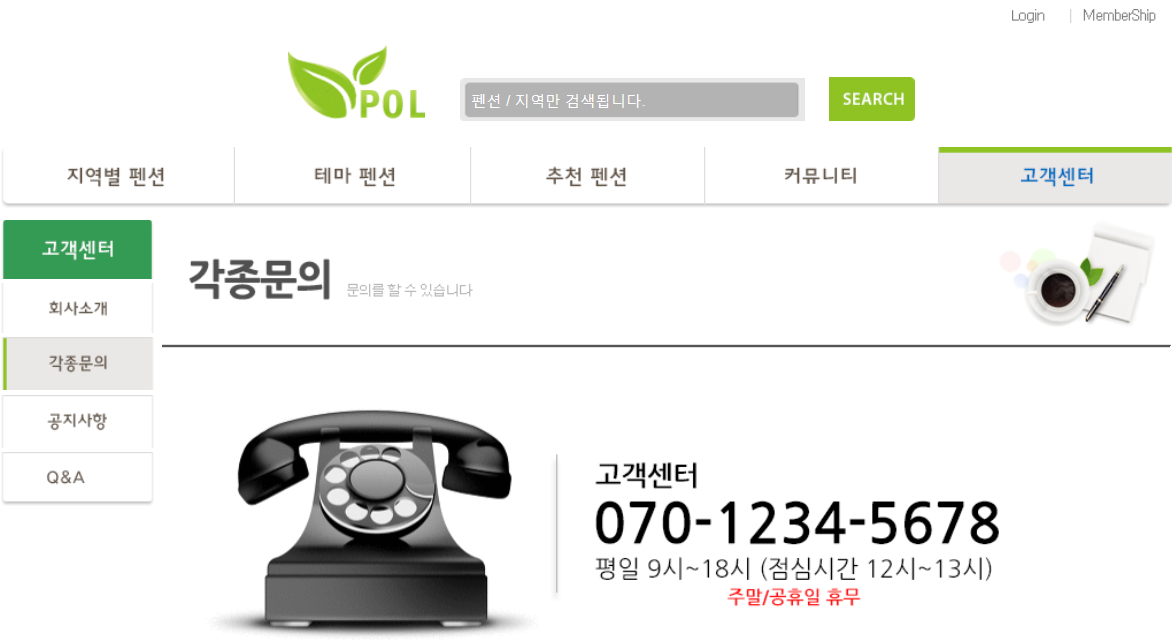 Login | MemberShip
POL
펜션 / 지역만 검색됩니다.
SEARCH
지역별 펜션
테마 펜션
추천 펜션
커뮤니티
고객센터
고객센터
회사소개
각종문의
공지사항
Q&A
각종문의 문의를 할 수 있습니다
고객센터
070-1234-5678
평일 9시~18시 (점심시간 12시~13시)
주말/공휴일 휴무